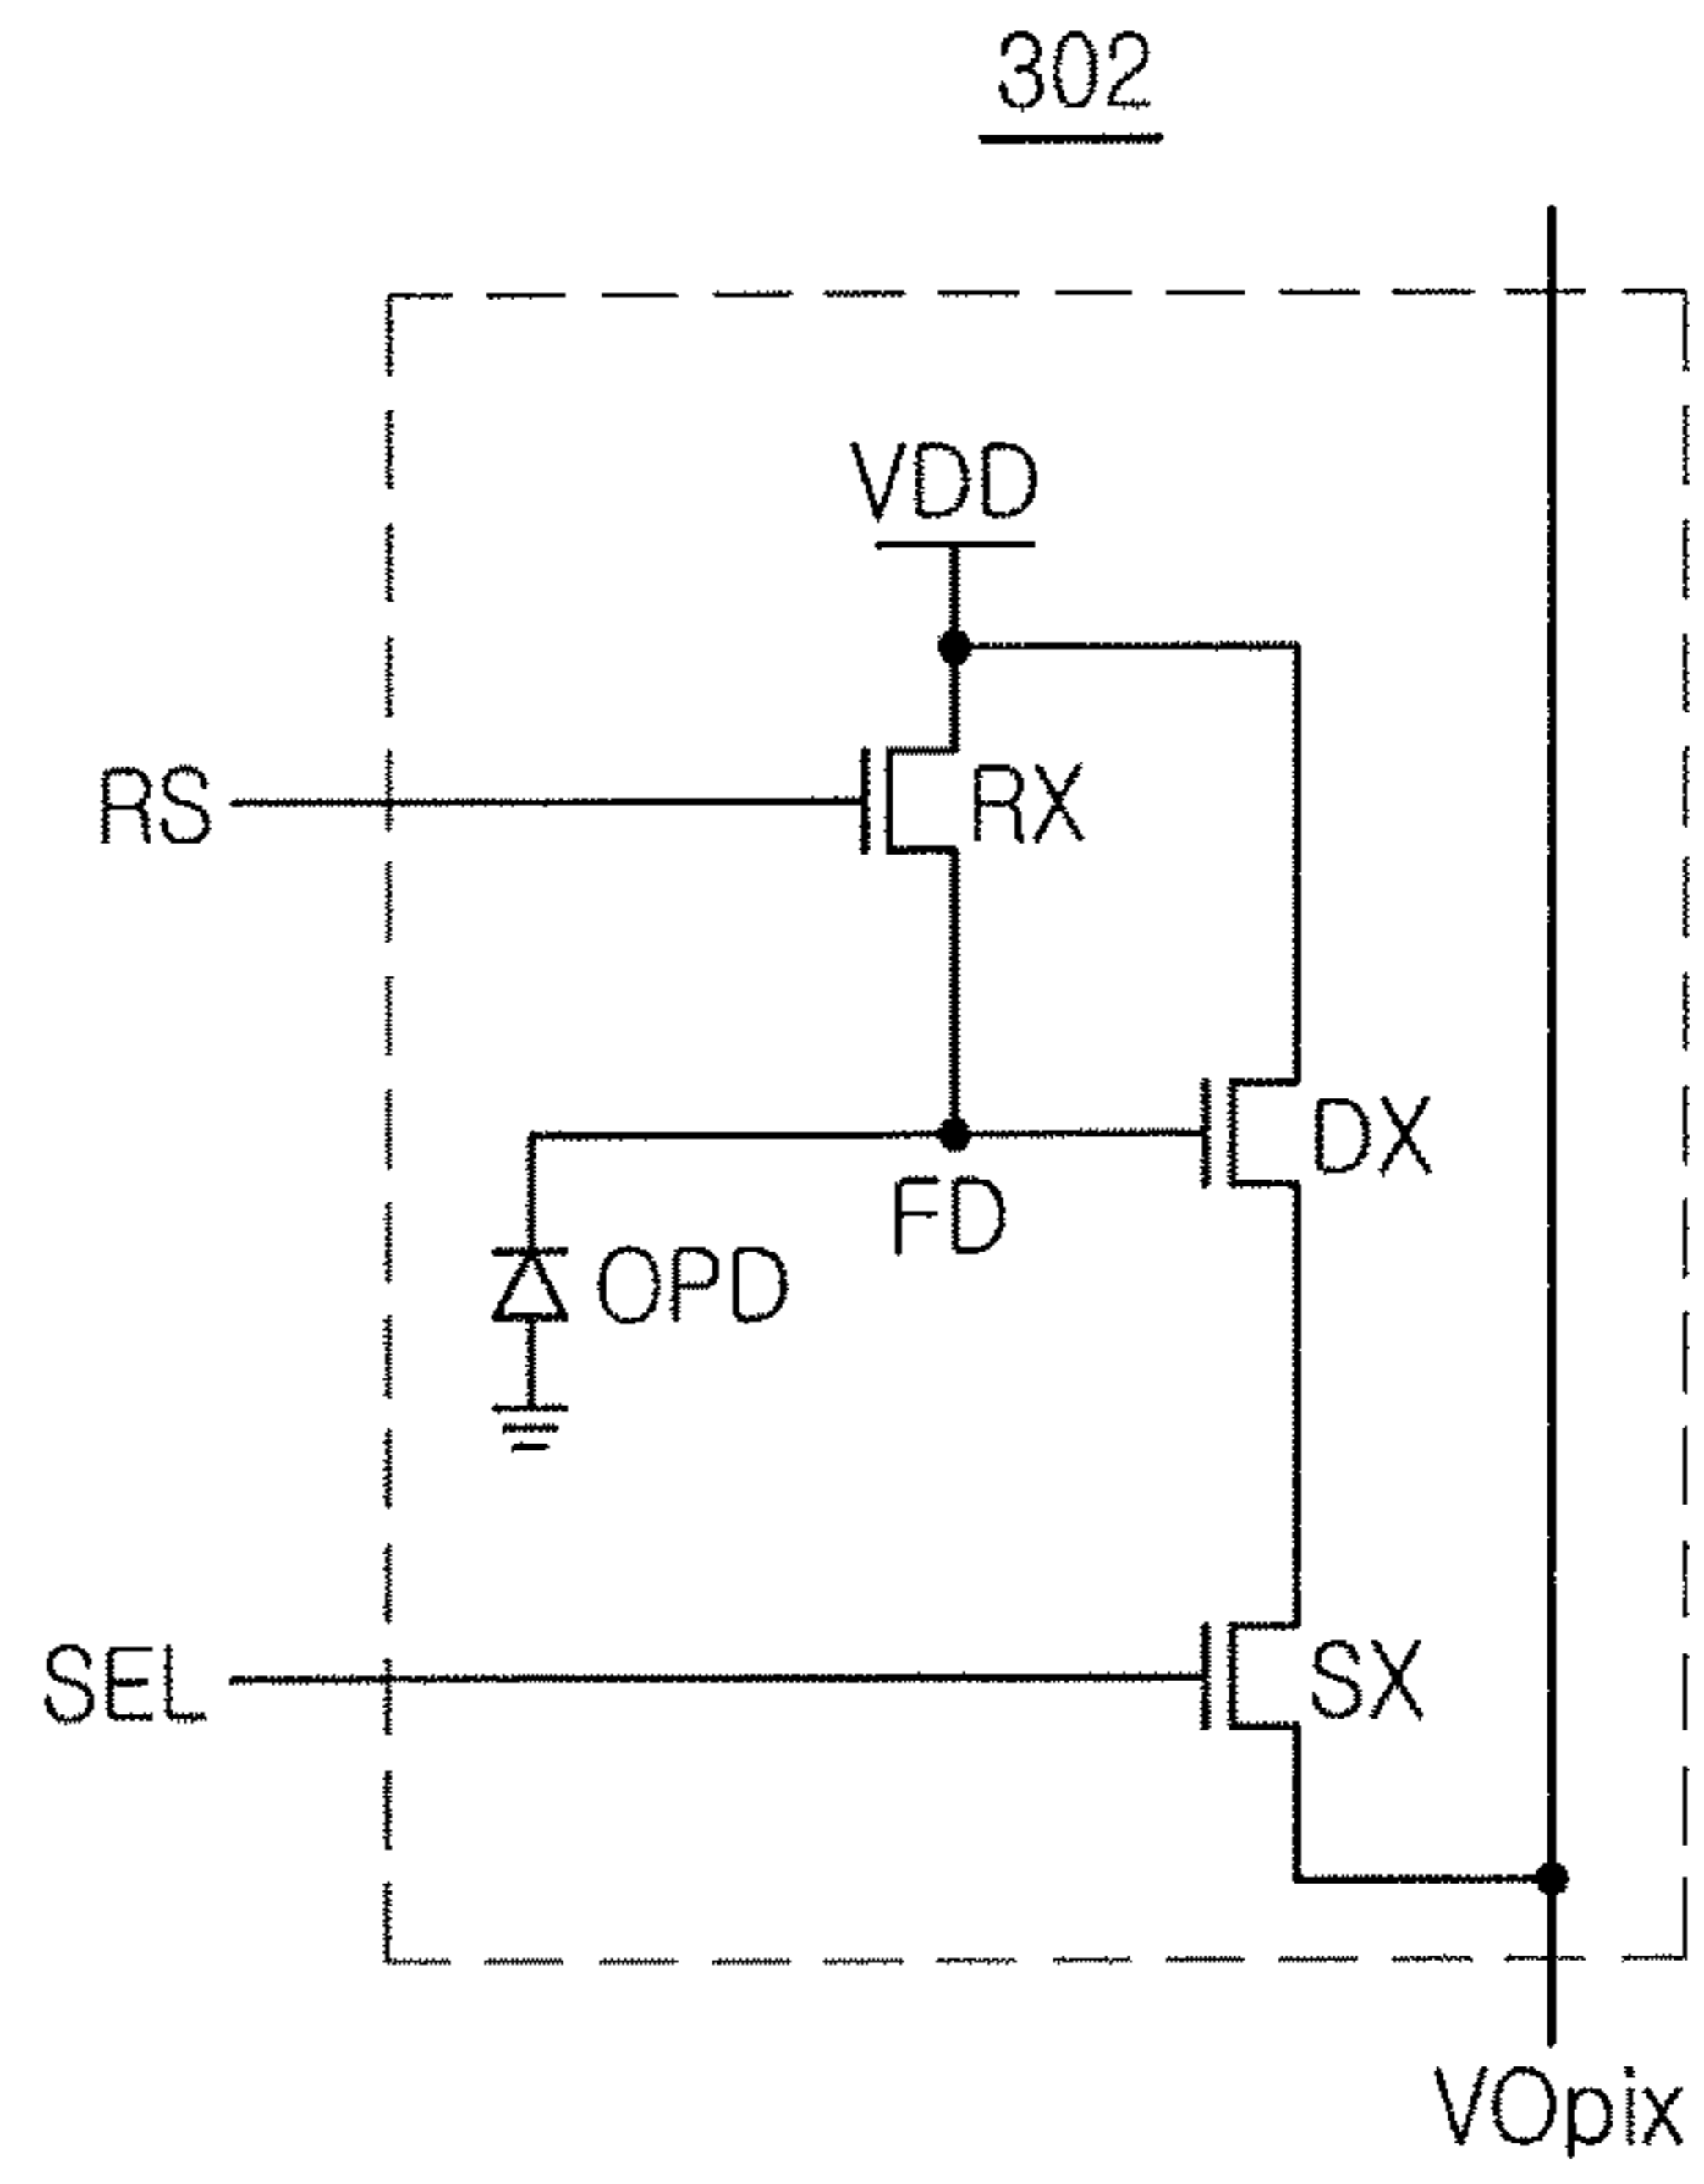 302
VDD
RS
RX
DX
FD
OPD
SEL
SX
VOpix